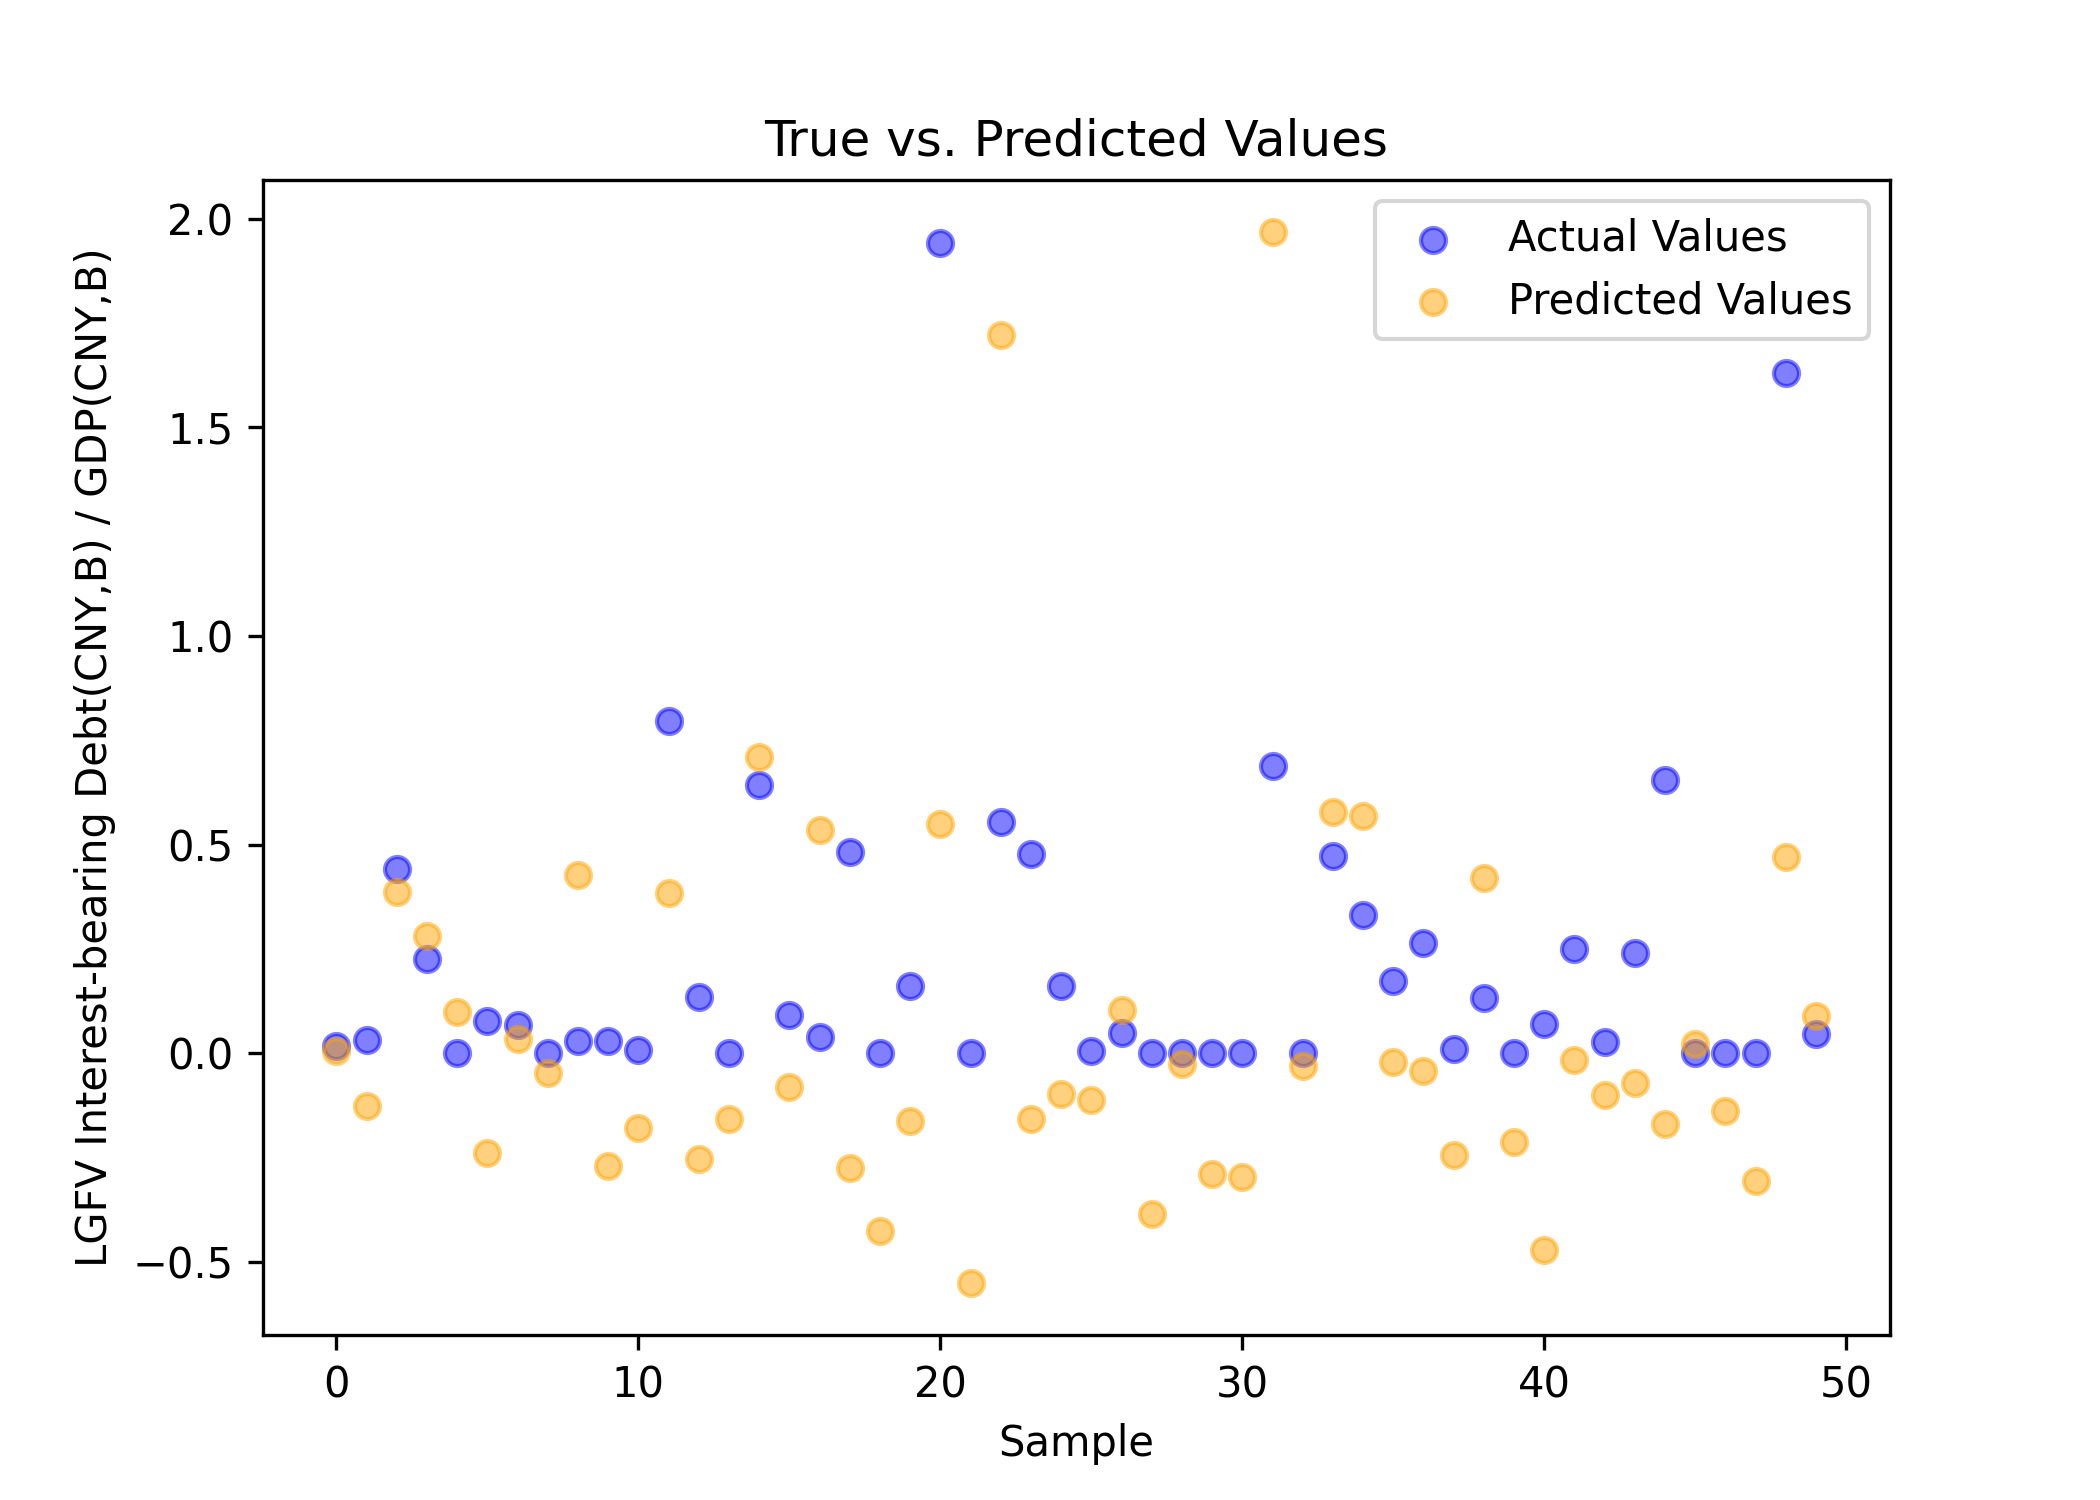 True vs. Predicted Values
Actual Values
Predicted Values
LGFV Interest-bearing Debt(CNY,B) / GDP(CNY,B)
2.0
1.5
1.0
0.5
0.0
−0.5
0 10 20 30 40 50
Sample